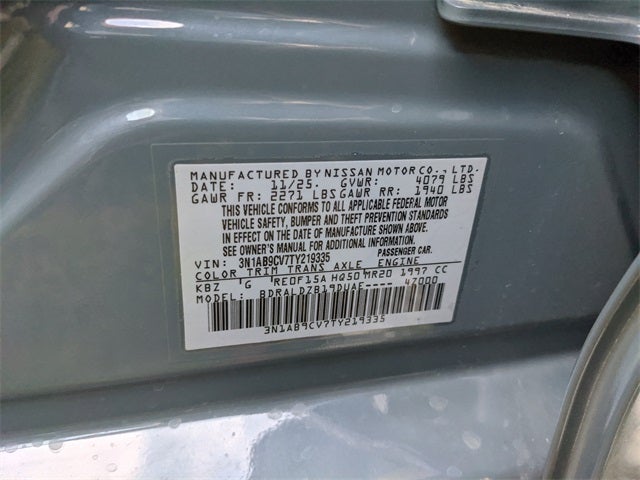 MANUFACTURED BY NISSAN MOTOR CO., LTD.
DATE: 11/25. GVWR: 4079 LBS
GAWR FR: 2271 LBS GAWR RR: 1940 LBS
THIS VEHICLE CONFORMS TO ALL APPLICABLE FEDERAL MOTOR
VEHICLE SAFETY, BUMPER AND THEFT PREVENTION STANDARDS
IN EFFECT ON THE DATE OF MANUFACTURE SHOWN ABOVE.
SEE OWNER'S MANUAL FOR ADDITIONAL INFORMATION.
VIN: 3N1AB9CV7TY219335 PASSENGER CAR.
COLOR TRIM TRANS AXLE ENGINE
KBZ G RE0F15A HQ50 MR20 1997 CC
MODEL: BDRALDZB19DUAE---- 47000
3N1AB9CV7TY219335